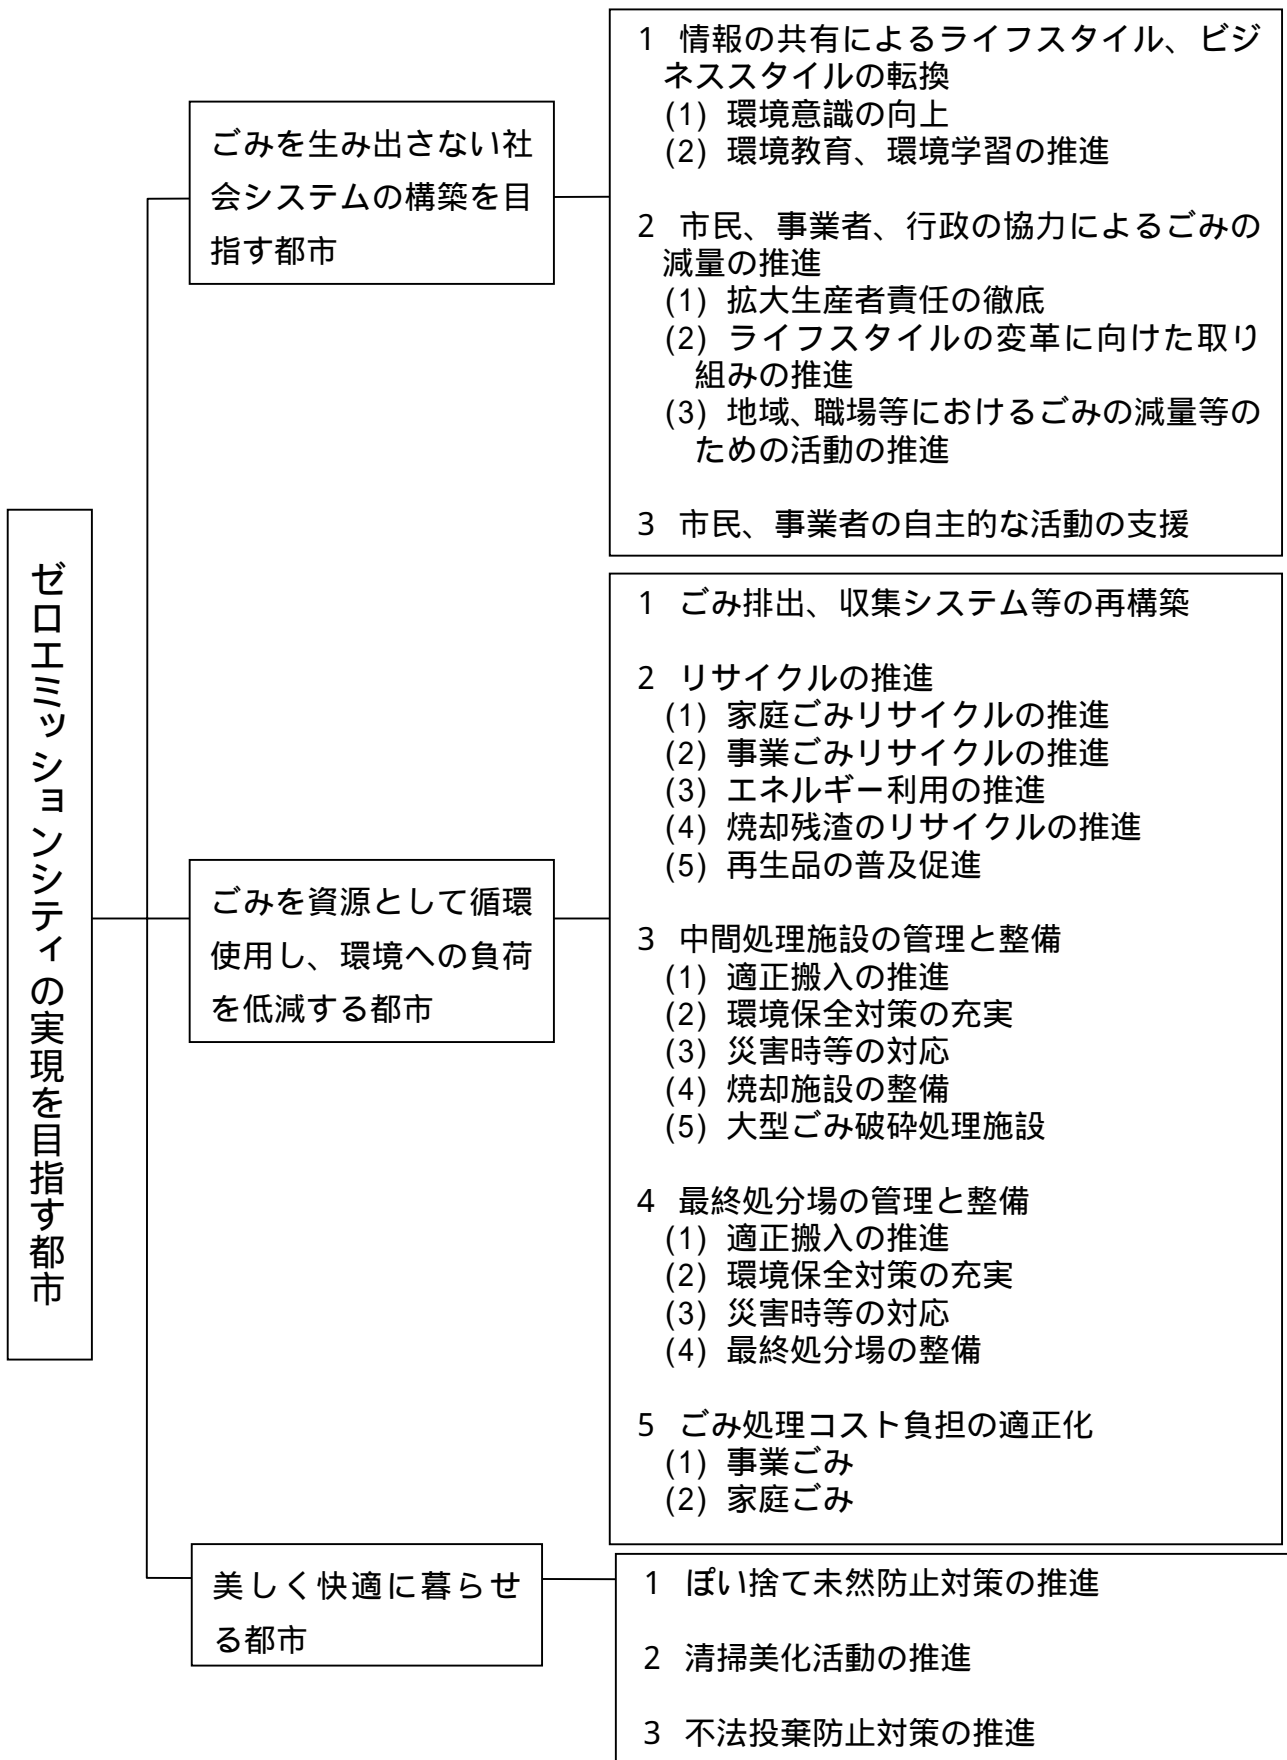 ゼロエミッションシティの実現を目指す都市
ごみを生み出さない社
会システムの構築を目
指す都市
1 情報の共有によるライフスタイル、ビジ
ネススタイルの転換
(1) 環境意識の向上
(2) 環境教育、環境学習の推進
2 市民、事業者、行政の協力によるごみの
減量の推進
(1) 拡大生産者責任の徹底
(2) ライフスタイルの変革に向けた取り
組みの推進
(3) 地域、職場等におけるごみの減量等の
ための活動の推進
3 市民、事業者の自主的な活動の支援
ごみを資源として循環
使用し、環境への負荷
を低減する都市
1 ごみ排出、収集システム等の再構築
2 リサイクルの推進
(1) 家庭ごみリサイクルの推進
(2) 事業ごみリサイクルの推進
(3) エネルギー利用の推進
(4) 焼却残渣のリサイクルの推進
(5) 再生品の普及促進
3 中間処理施設の管理と整備
(1) 適正搬入の推進
(2) 環境保全対策の充実
(3) 災害時等の対応
(4) 焼却施設の整備
(5) 大型ごみ破砕処理施設
4 最終処分場の管理と整備
(1) 適正搬入の推進
(2) 環境保全対策の充実
(3) 災害時等の対応
(4) 最終処分場の整備
5 ごみ処理コスト負担の適正化
(1) 事業ごみ
(2) 家庭ごみ
美しく快適に暮らせ
る都市
1 ぽい捨て未然防止対策の推進
2 清掃美化活動の推進
3 不法投棄防止対策の推進